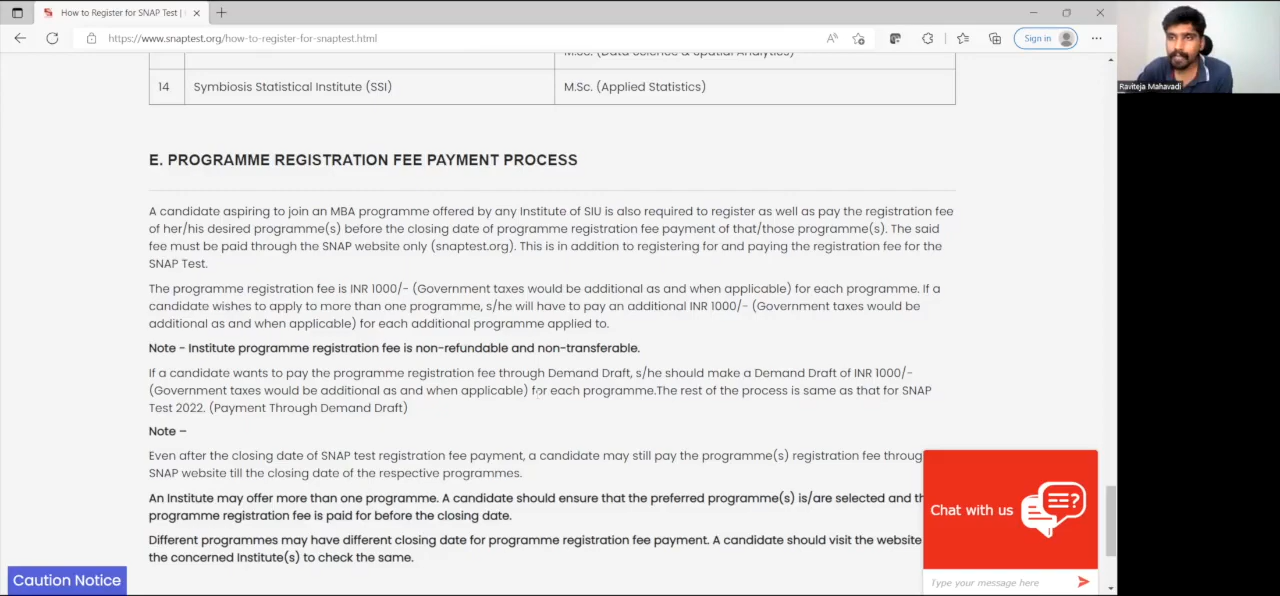 How to Register for SNAP Test |
https://www.snaptest.org/how-to-register-for-snaptest.html
Sign in
Raviteja Mahavadi
M.Sc. (Data Science & Spatial Analytics)
14 Symbiosis Statistical Institute (SSI) M.Sc. (Applied Statistics)
E. PROGRAMME REGISTRATION FEE PAYMENT PROCESS
A candidate aspiring to join an MBA programme offered by any Institute of SIU is also required to register as well as pay the registration fee
of her/his desired programme(s) before the closing date of programme registration fee payment of that/those programme(s). The said
fee must be paid through the SNAP website only (snaptest.org). This is in addition to registering for and paying the registration fee for the
SNAP Test.
The programme registration fee is INR 1000/- (Government taxes would be additional as and when applicable) for each programme. If a
candidate wishes to apply to more than one programme, s/he will have to pay an additional INR 1000/- (Government taxes would be
additional as and when applicable) for each additional programme applied to.
Note - Institute programme registration fee is non-refundable and non-transferable.
If a candidate wants to pay the programme registration fee through Demand Draft, s/he should make a Demand Draft of INR 1000/-
(Government taxes would be additional as and when applicable) for each programme.The rest of the process is same as that for SNAP
Test 2022. (Payment Through Demand Draft)
Note –
Even after the closing date of SNAP test registration fee payment, a candidate may still pay the programme(s) registration fee throug
SNAP website till the closing date of the respective programmes.
An Institute may offer more than one programme. A candidate should ensure that the preferred programme(s) is/are selected and th
programme registration fee is paid for before the closing date.
Different programmes may have different closing date for programme registration fee payment. A candidate should visit the website
the concerned Institute(s) to check the same.
Chat with us
Type your message here
Caution Notice